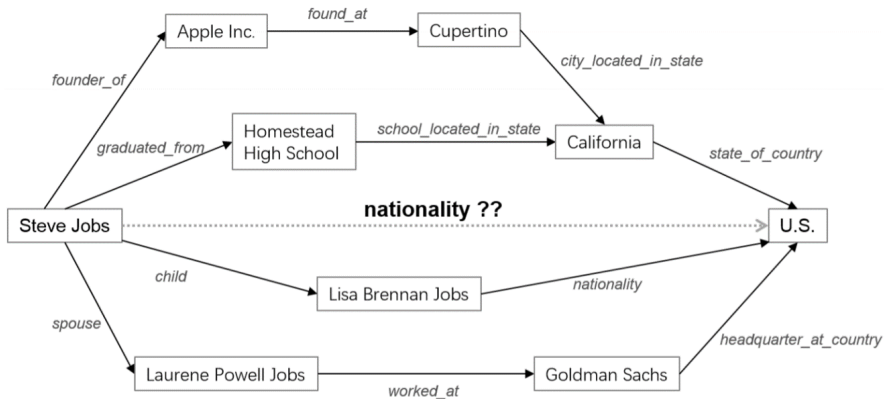 found_at
Apple Inc.
Cupertino
founder_of
city_located_in_state
Homestead
High School
graduated_from
school_located_in_state
California
state_of_country
nationality ??
Steve Jobs
U.S.
child
Lisa Brennan Jobs
nationality
spouse
headquarter_at_country
Laurene Powell Jobs
worked_at
Goldman Sachs